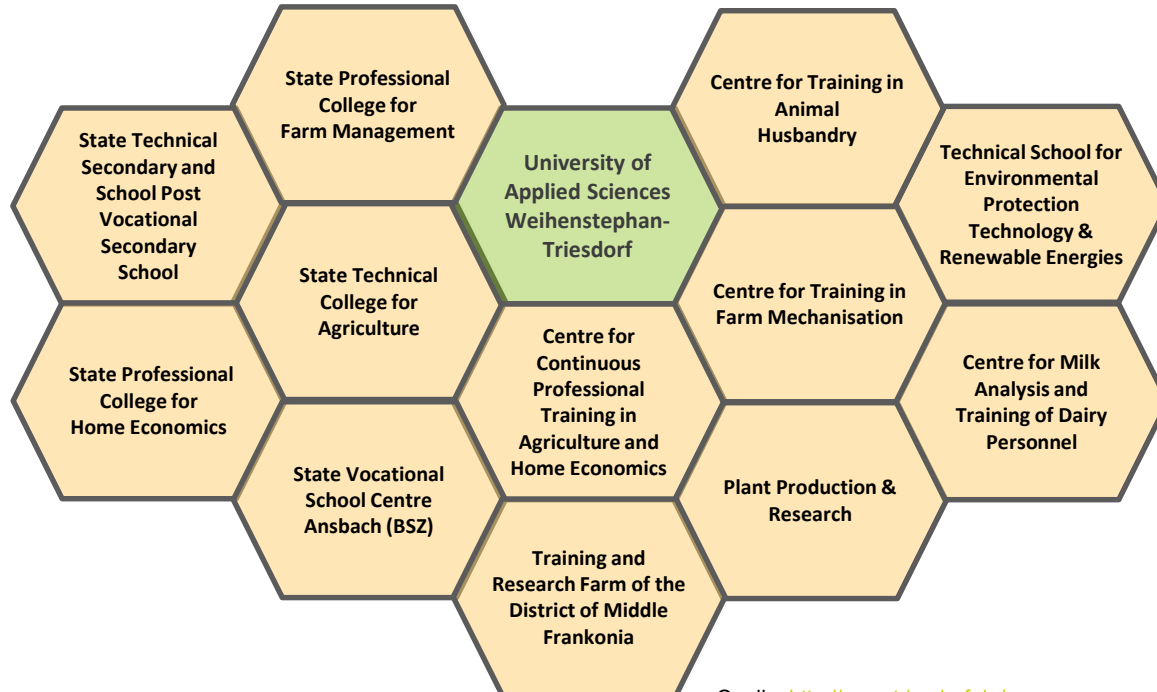 State Professional
College for
Farm Management
Centre for Training in
Animal
Husbandry
State Technical
Secondary and
School Post
Vocational
Secondary
School
University of
Applied Sciences
Weihenstephan-
Triesdorf
Technical School for
Environmental
Protection
Technology &
Renewable Energies
State Technical
College for
Agriculture
Centre for Training in
Farm Mechanisation
State Professional
College for
Home Economics
Centre for
Continuous
Professional
Training in
Agriculture and
Home Economics
Centre for Milk
Analysis and
Training of Dairy
Personnel
State Vocational
School Centre
Ansbach (BSZ)
Plant Production &
Research
Training and
Research Farm of the
District of Middle
Frankonia